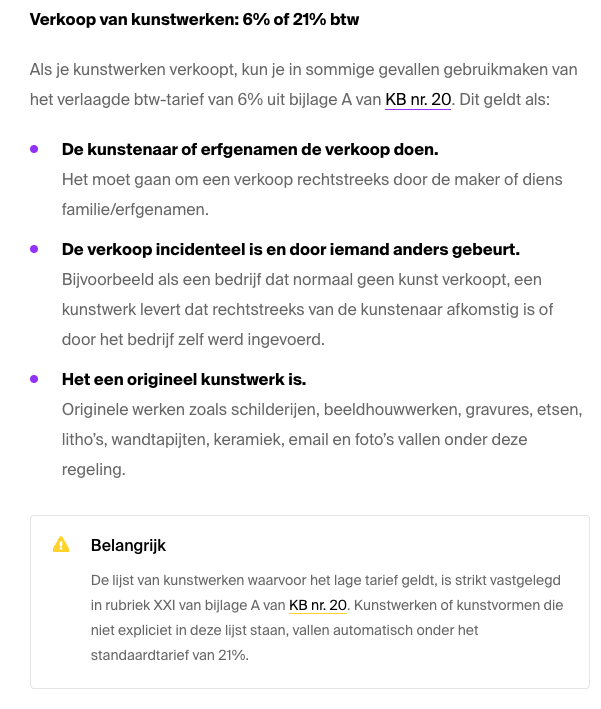 Verkoop van kunstwerken: 6% of 21% btw
Als je kunstwerken verkoopt, kun je in sommige gevallen gebruikmaken van
het verlaagde btw-tarief van 6% uit bijlage A van KB nr. 20. Dit geldt als:
De kunstenaar of erfgenamen de verkoop doen.
Het moet gaan om een verkoop rechtstreeks door de maker of diens
familie/erfgenamen.
De verkoop incidenteel is en door iemand anders gebeurt.
Bijvoorbeeld als een bedrijf dat normaal geen kunst verkoopt, een
kunstwerk levert dat rechtstreeks van de kunstenaar afkomstig is of
door het bedrijf zelf werd ingevoerd.
Het een origineel kunstwerk is.
Originele werken zoals schilderijen, beeldhouwwerken, gravures, etsen,
litho's, wandtapijten, keramiek, email en foto's vallen onder deze
regeling.
Belangrijk
De lijst van kunstwerken waarvoor het lage tarief geldt, is strikt vastgelegd
in rubriek XXI van bijlage A van KB nr. 20. Kunstwerken of kunstvormen die
niet expliciet in deze lijst staan, vallen automatisch onder het
standaardtarief van 21%.